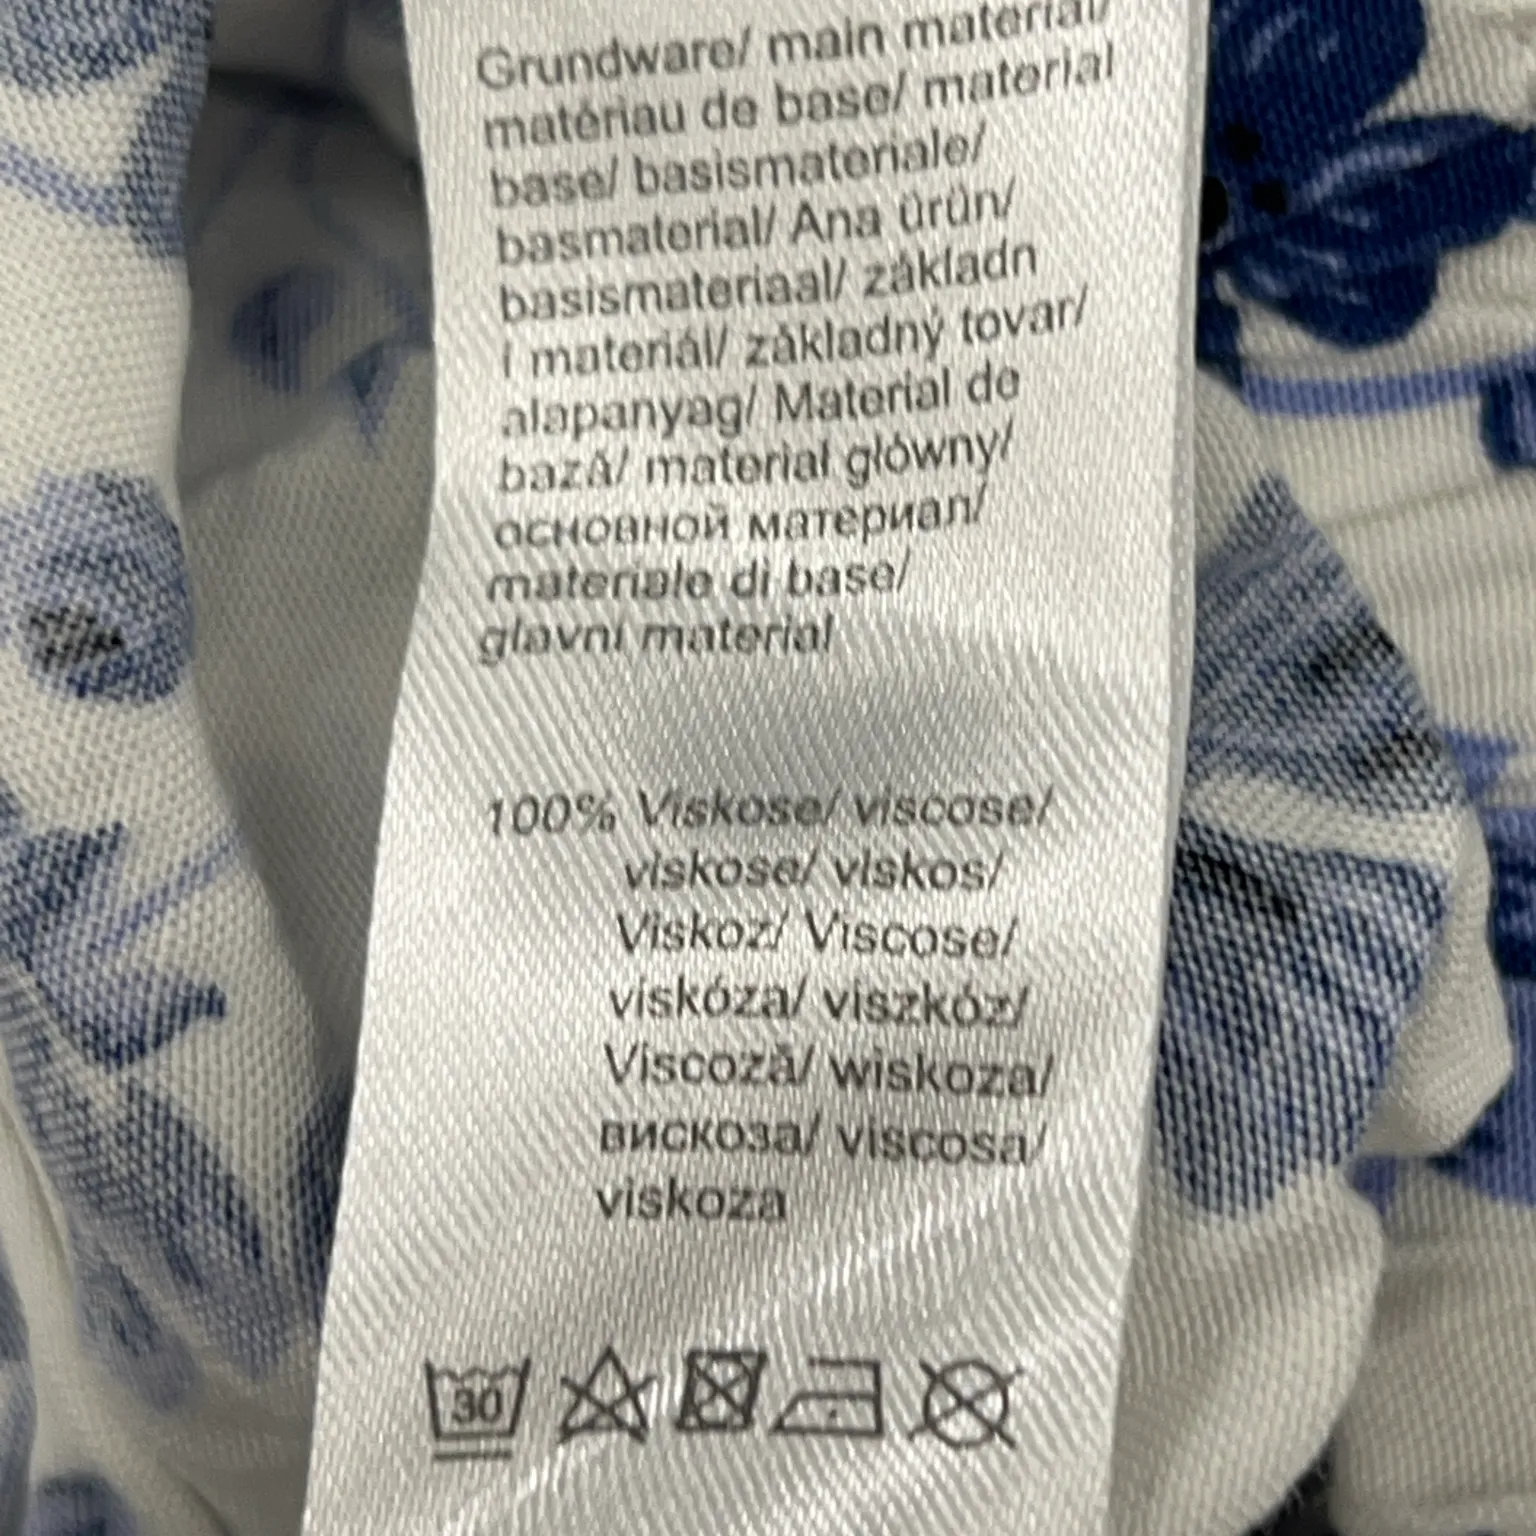 Grundware/ main material/
matériau de base/ material
base/ basismateriale/
basmaterial/ Ana ürün/
basismateriaal/ základn
í materiál/ základný tovar/
alapanyag/ Material de
bază/ materiał główny/
основной материал/
materiale di base/
glavni material
100% Viskose/ viscose/
viskose/ viskos/
Viskoz/ Viscose/
viskóza/ viszkóz/
Viscoză/ wiskoza/
вискоза/ viscosa/
viskoza
30